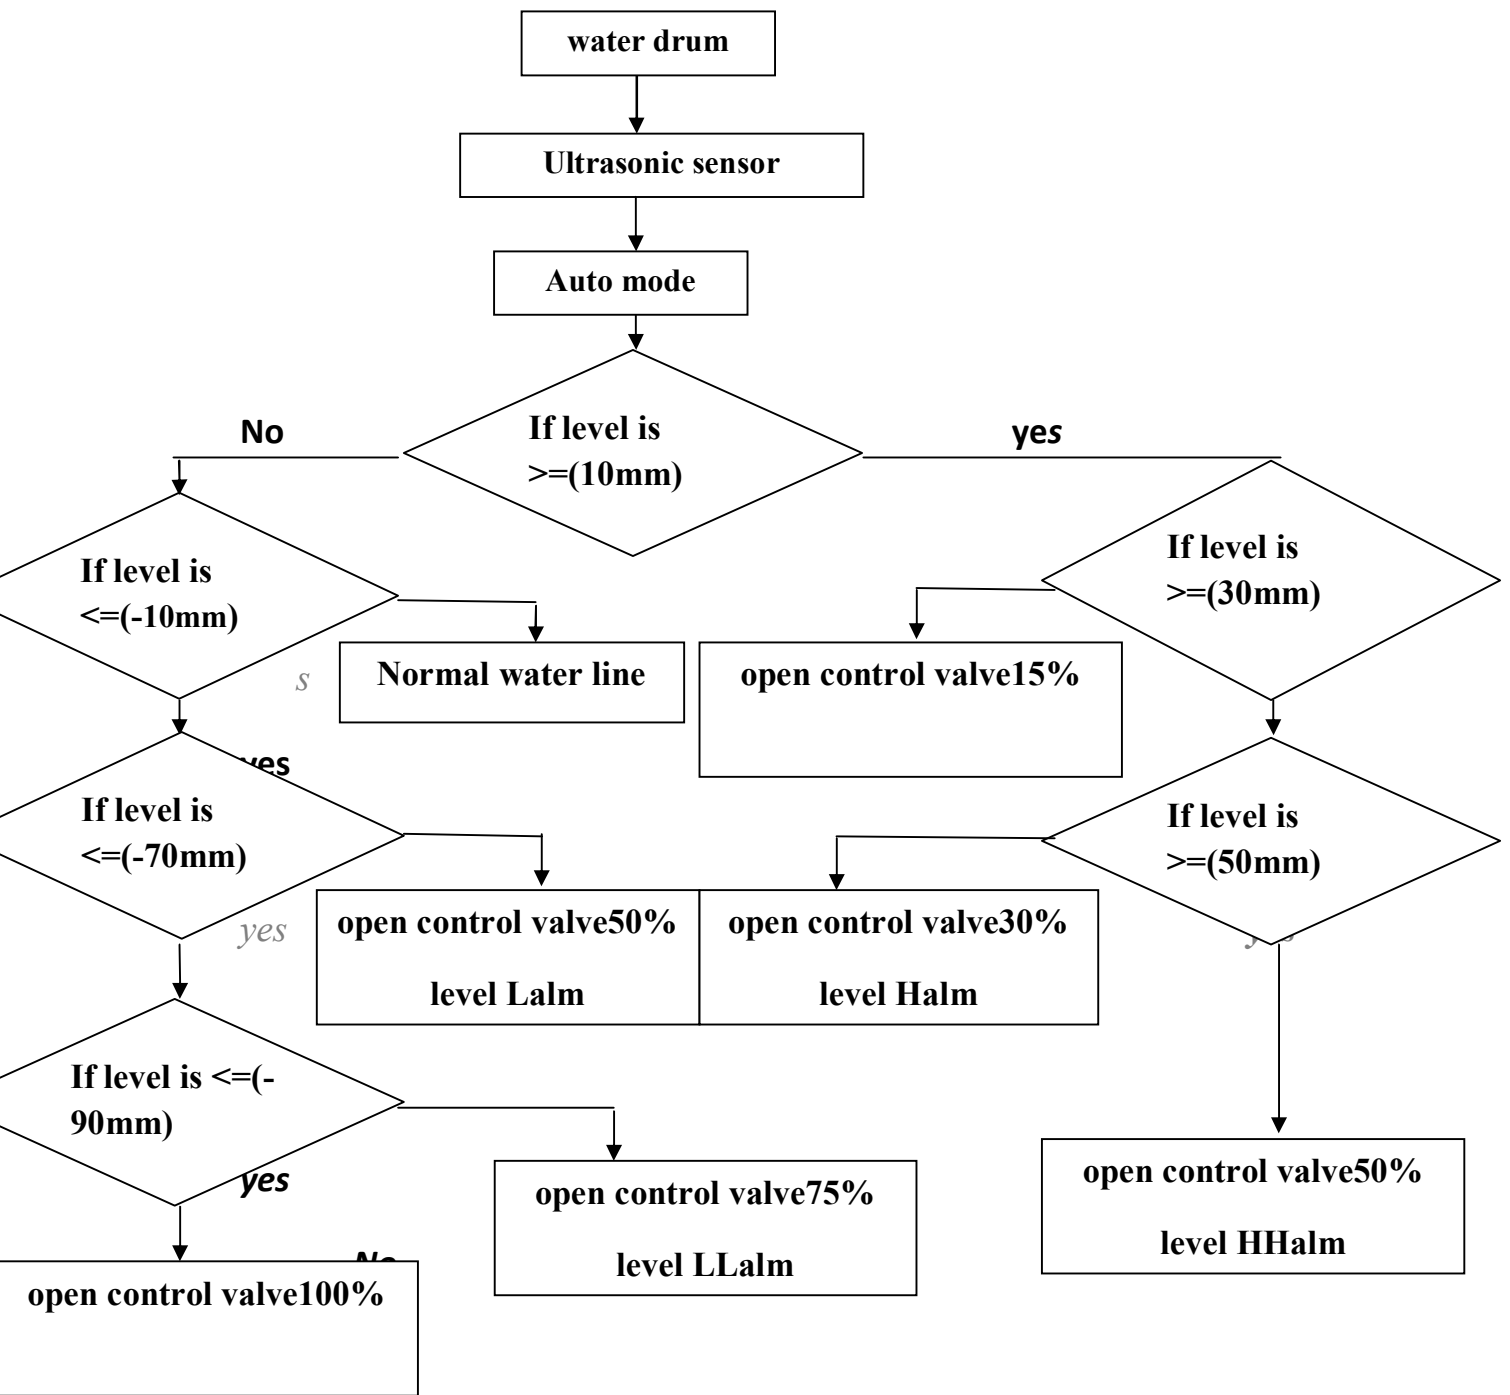 water drum
Ultrasonic sensor
Auto mode
If level is
>=(10mm)
No
yes
If level is
<=(-10mm)
If level is
>=(30mm)
s
Normal water line
open control valve15%
yes
If level is
<=(-70mm)
If level is
>=(50mm)
yes
open control valve50%
level Lalm
open control valve30%
level Halm
If level is <=(-
90mm)
yes
open control valve75%
level LLalm
open control valve50%
level HHalm
No
open control valve100%